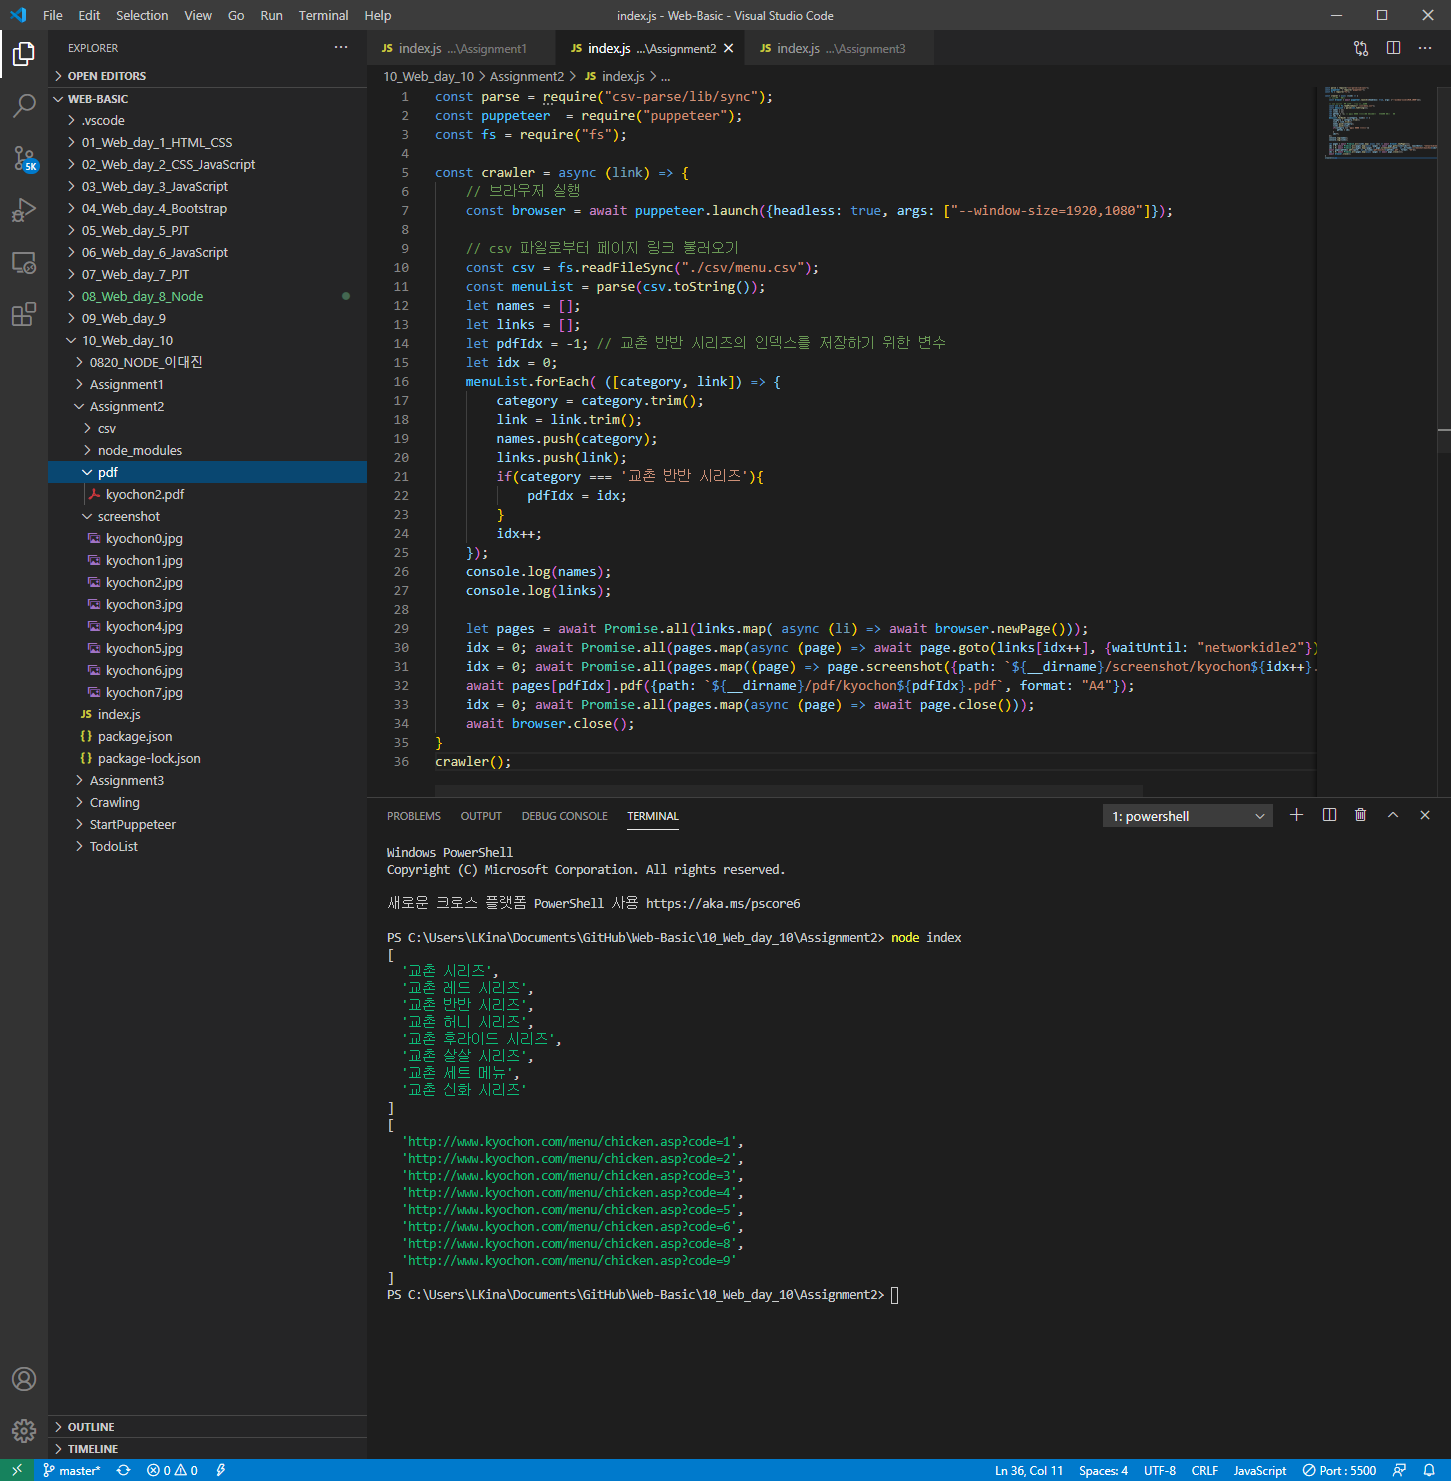 File Edit Selection View Go Run Terminal Help index.js - Web-Basic - Visual Studio Code
EXPLORER
OPEN EDITORS
WEB-BASIC
.vscode
01_Web_day_1_HTML_CSS
02_Web_day_2_CSS_JavaScript
03_Web_day_3_JavaScript
04_Web_day_4_Bootstrap
05_Web_day_5_PJT
06_Web_day_6_JavaScript
07_Web_day_7_PJT
08_Web_day_8_Node
09_Web_day_9
10_Web_day_10
0820_NODE_이대진
Assignment1
Assignment2
csv
node_modules
pdf
kyochon2.pdf
screenshot
kyochon0.jpg
kyochon1.jpg
kyochon2.jpg
kyochon3.jpg
kyochon4.jpg
kyochon5.jpg
kyochon6.jpg
kyochon7.jpg
JS index.js
{} package.json
{} package-lock.json
Assignment3
Crawling
StartPuppeteer
TodoList
OUTLINE
TIMELINE
5K
JS index.js ...\Assignment1 JS index.js ...\Assignment2 JS index.js ...\Assignment3
10_Web_day_10 > Assignment2 > JS index.js > ...
1 const parse = require("csv-parse/lib/sync");
2 const puppeteer  = require("puppeteer");
3 const fs = require("fs");
4
5 const crawler = async (link) => {
6     // 브라우저 실행
7     const browser = await puppeteer.launch({headless: true, args: ["--window-size=1920,1080"]});
8
9     // csv 파일로부터 페이지 링크 불러오기
10     const csv = fs.readFileSync("./csv/menu.csv");
11     const menuList = parse(csv.toString());
12     let names = [];
13     let links = [];
14     let pdfIdx = -1; // 교촌 반반 시리즈의 인덱스를 저장하기 위한 변수
15     let idx = 0;
16     menuList.forEach( ([category, link]) => {
17         category = category.trim();
18         link = link.trim();
19         names.push(category);
20         links.push(link);
21         if(category === '교촌 반반 시리즈'){
22             pdfIdx = idx;
23         }
24         idx++;
25     });
26     console.log(names);
27     console.log(links);
28
29     let pages = await Promise.all(links.map( async (li) => await browser.newPage()));
30     idx = 0; await Promise.all(pages.map(async (page) => await page.goto(links[idx++], {waitUntil: "networkidle2"})
31     idx = 0; await Promise.all(pages.map((page) => page.screenshot({path: `${__dirname}/screenshot/kyochon${idx++}.
32     await pages[pdfIdx].pdf({path: `${__dirname}/pdf/kyochon${pdfIdx}.pdf`, format: "A4"});
33     idx = 0; await Promise.all(pages.map(async (page) => await page.close()));
34     await browser.close();
35 }
36 crawler();
PROBLEMS OUTPUT DEBUG CONSOLE TERMINAL 1: powershell
Windows PowerShell
Copyright (C) Microsoft Corporation. All rights reserved.
새로운 크로스 플랫폼 PowerShell 사용 https://aka.ms/pscore6
PS C:\Users\LKina\Documents\GitHub\Web-Basic\10_Web_day_10\Assignment2> node index
[
'교촌 시리즈',
'교촌 레드 시리즈',
'교촌 반반 시리즈',
'교촌 허니 시리즈',
'교촌 후라이드 시리즈',
'교촌 살살 시리즈',
'교촌 세트 메뉴',
'교촌 신화 시리즈'
]
[
'http://www.kyochon.com/menu/chicken.asp?code=1',
'http://www.kyochon.com/menu/chicken.asp?code=2',
'http://www.kyochon.com/menu/chicken.asp?code=3',
'http://www.kyochon.com/menu/chicken.asp?code=4',
'http://www.kyochon.com/menu/chicken.asp?code=5',
'http://www.kyochon.com/menu/chicken.asp?code=6',
'http://www.kyochon.com/menu/chicken.asp?code=8',
'http://www.kyochon.com/menu/chicken.asp?code=9'
]
PS C:\Users\LKina\Documents\GitHub\Web-Basic\10_Web_day_10\Assignment2>
master* 0 0 Ln 36, Col 11 Spaces: 4 UTF-8 CRLF JavaScript Port : 5500